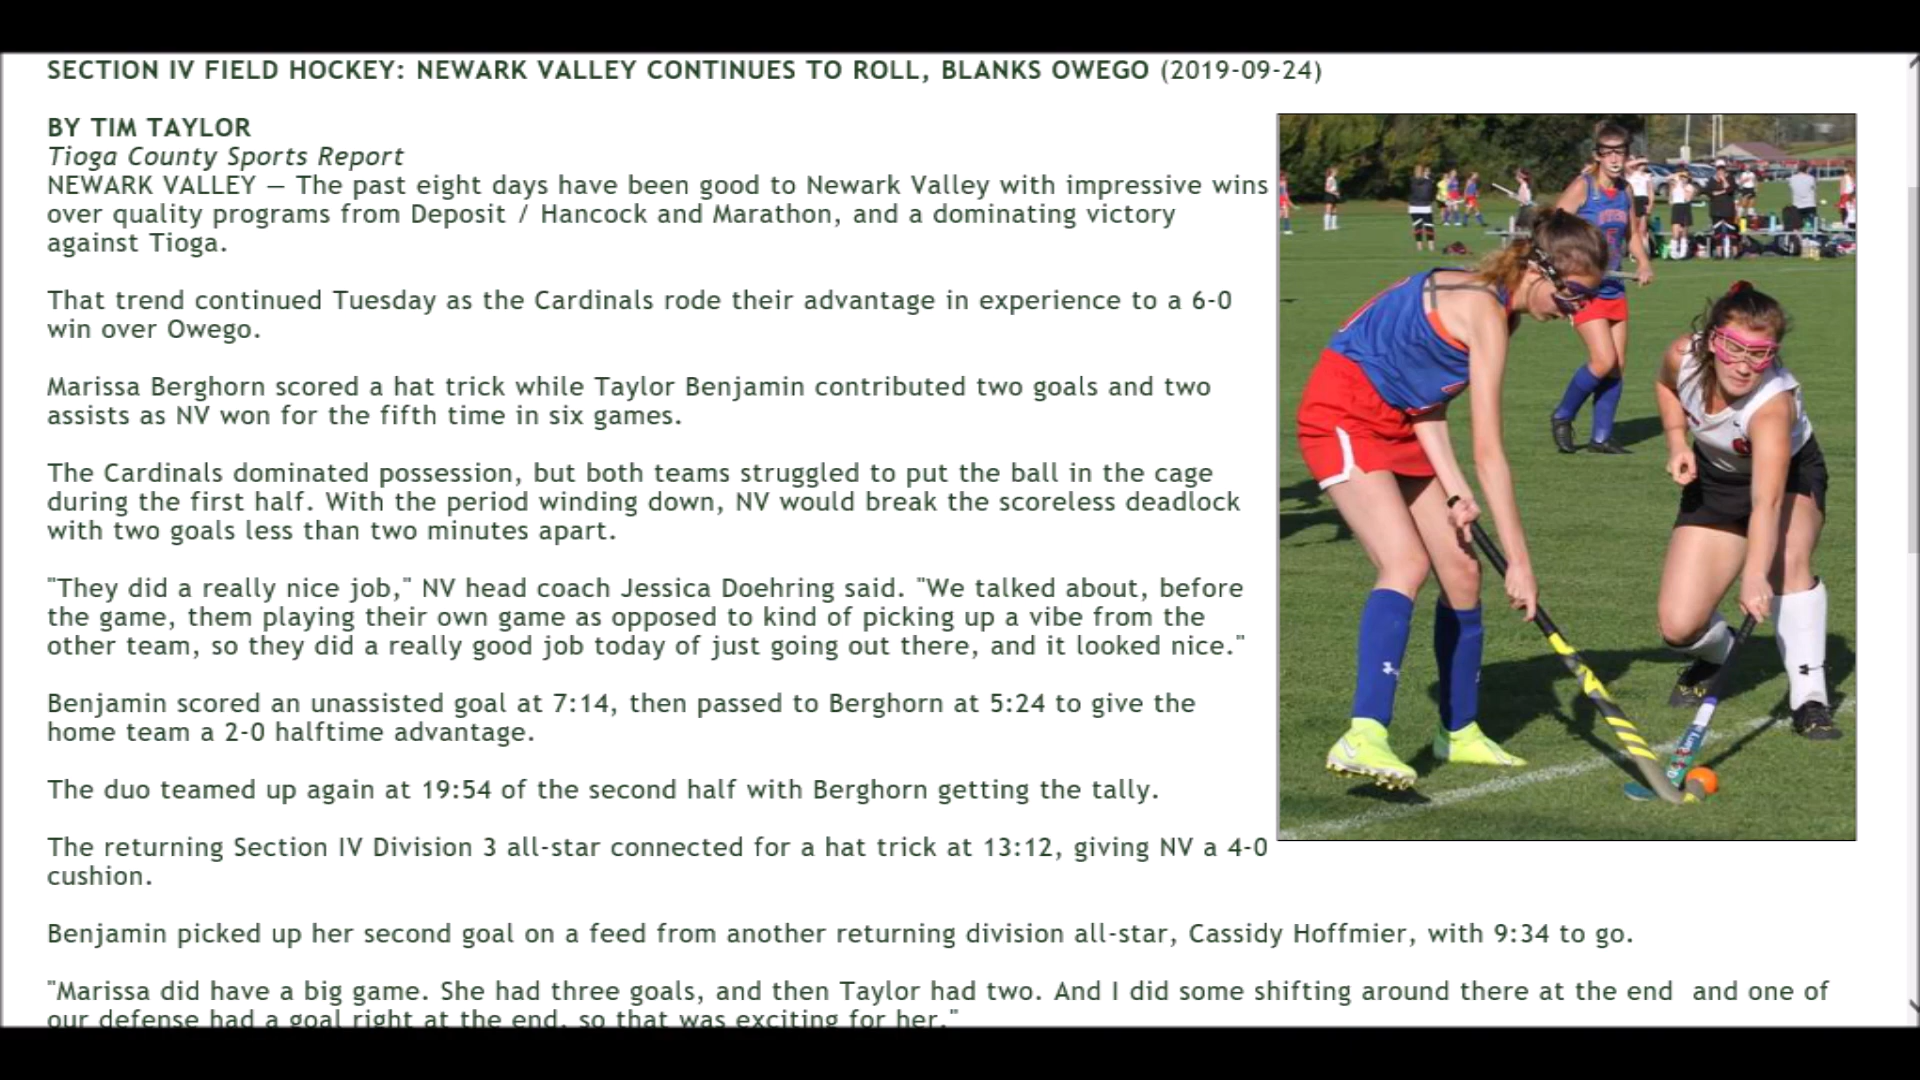 SECTION IV FIELD HOCKEY: NEWARK VALLEY CONTINUES TO ROLL, BLANKS OWEGO (2019-09-24)
BY TIM TAYLOR
Tioga County Sports Report
NEWARK VALLEY — The past eight days have been good to Newark Valley with impressive wins
over quality programs from Deposit / Hancock and Marathon, and a dominating victory
against Tioga.
That trend continued Tuesday as the Cardinals rode their advantage in experience to a 6-0
win over Owego.
Marissa Berghorn scored a hat trick while Taylor Benjamin contributed two goals and two
assists as NV won for the fifth time in six games.
The Cardinals dominated possession, but both teams struggled to put the ball in the cage
during the first half. With the period winding down, NV would break the scoreless deadlock
with two goals less than two minutes apart.
"They did a really nice job," NV head coach Jessica Doehring said. "We talked about, before
the game, them playing their own game as opposed to kind of picking up a vibe from the
other team, so they did a really good job today of just going out there, and it looked nice."
Benjamin scored an unassisted goal at 7:14, then passed to Berghorn at 5:24 to give the
home team a 2-0 halftime advantage.
The duo teamed up again at 19:54 of the second half with Berghorn getting the tally.
The returning Section IV Division 3 all-star connected for a hat trick at 13:12, giving NV a 4-0
cushion.
Benjamin picked up her second goal on a feed from another returning division all-star, Cassidy Hoffmier, with 9:34 to go.
"Marissa did have a big game. She had three goals, and then Taylor had two. And I did some shifting around there at the end  and one of
our defense had a goal right at the end, so that was exciting for her."